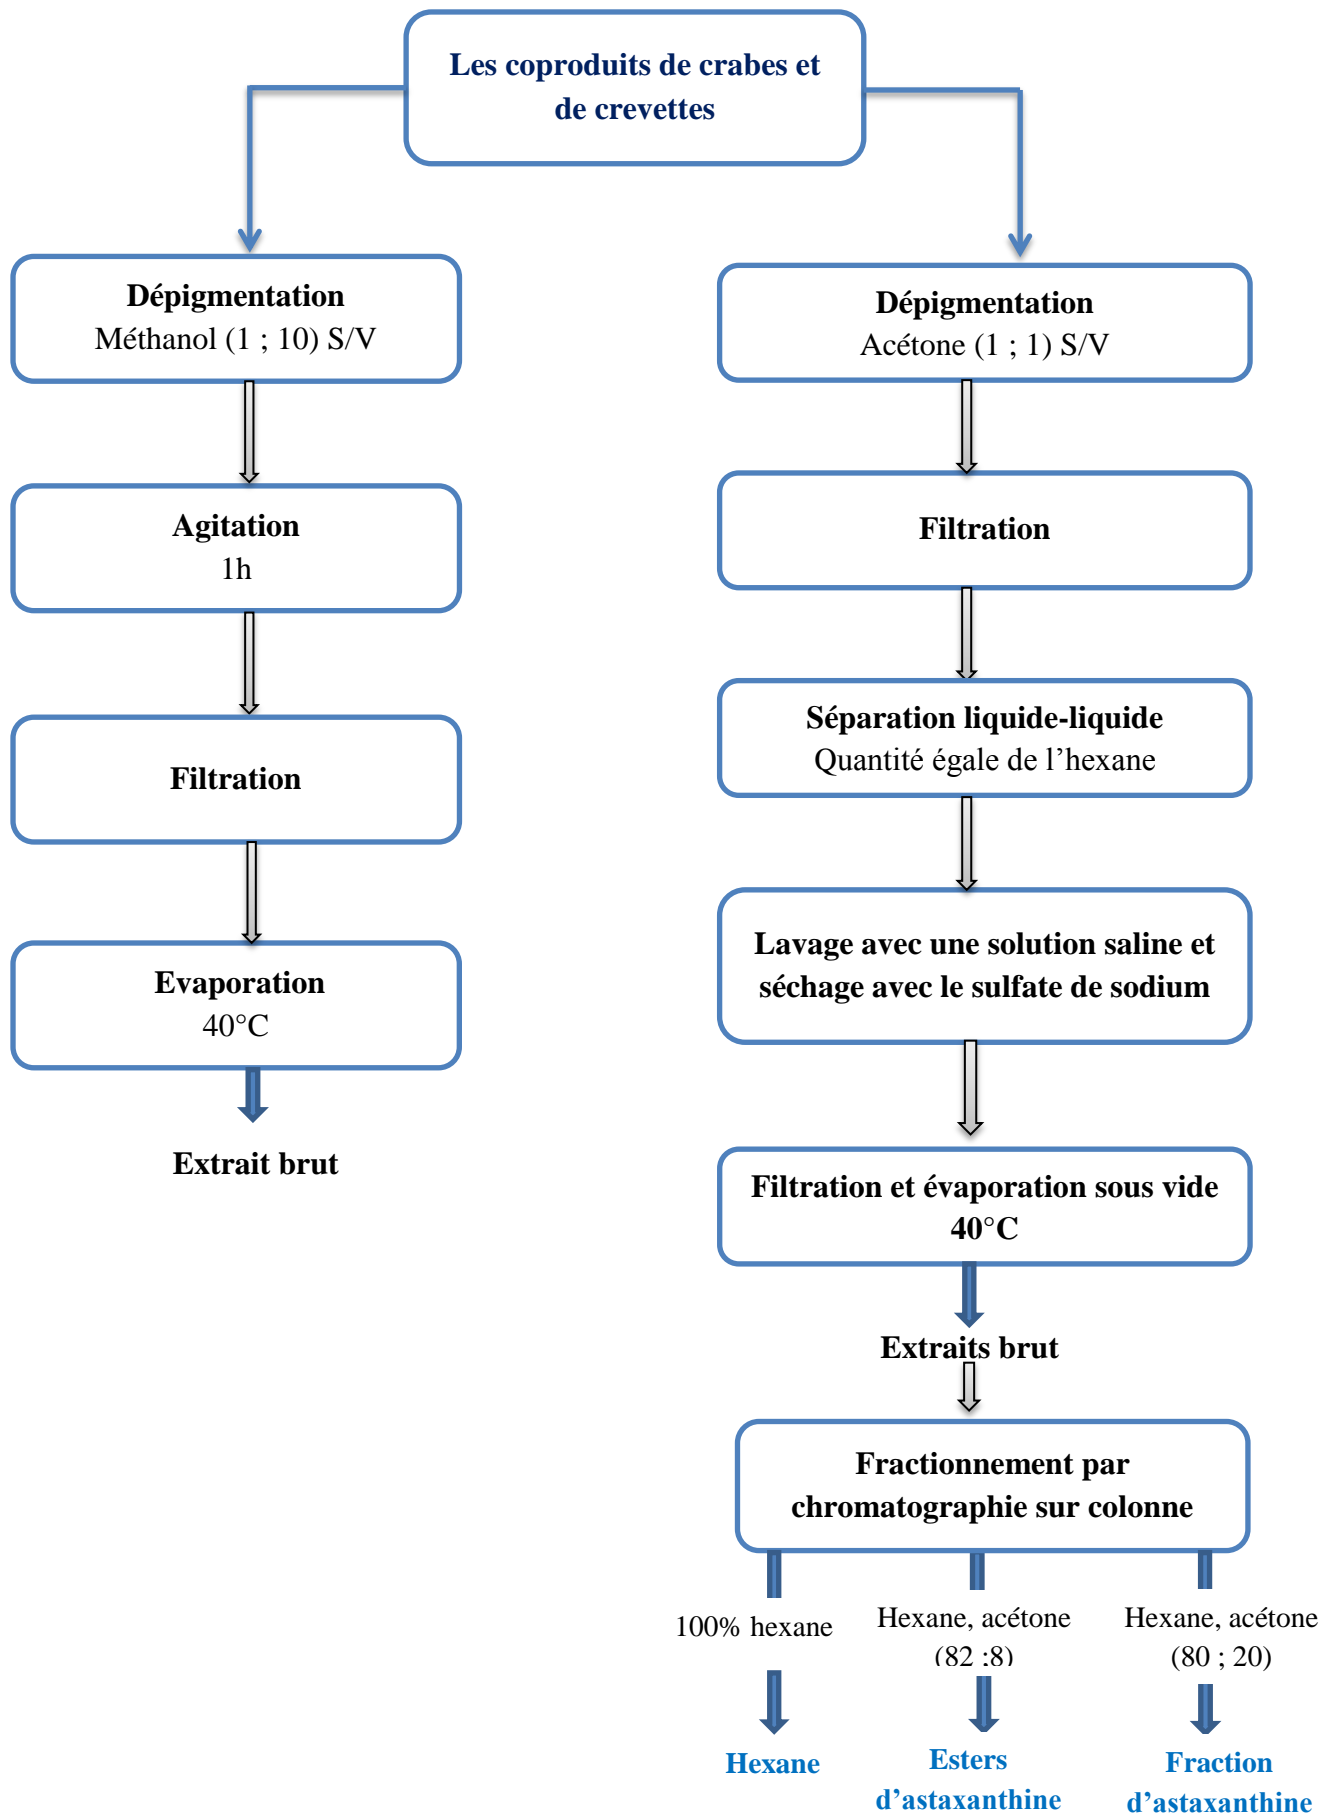 Les coproduits de crabes et
de crevettes
Dépigmentation
Méthanol (1 ; 10) S/V
Agitation
1h
Filtration
Evaporation
40°C
Extrait brut
Dépigmentation
Acétone (1 ; 1) S/V
Filtration
Séparation liquide-liquide
Quantité égale de l’hexane
Lavage avec une solution saline et
séchage avec le sulfate de sodium
Filtration et évaporation sous vide
40°C
Extraits brut
Fractionnement par
chromatographie sur colonne
100% hexane
Hexane
Hexane, acétone
(82 ;8)
Esters
d’astaxanthine
Hexane, acétone
(80 ; 20)
Fraction
d’astaxanthine